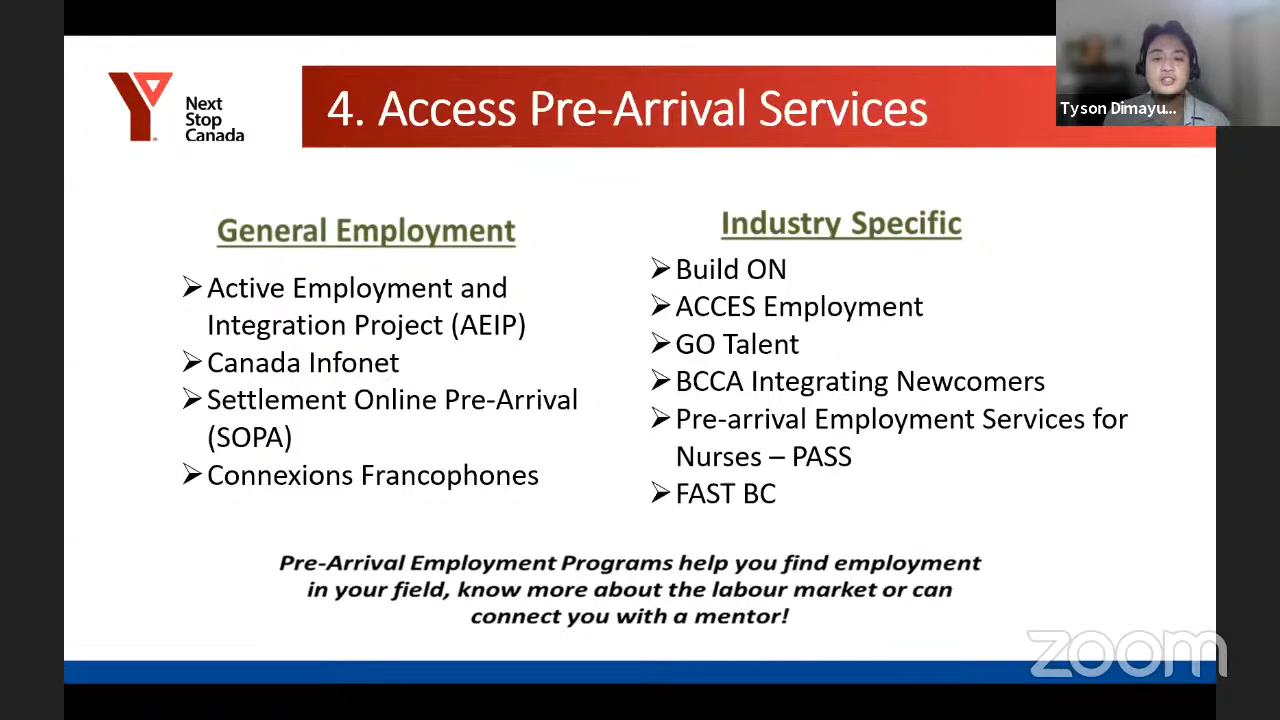 Next
Stop
Canada
4. Access Pre-Arrival Services
Tyson Dimayu...
General Employment
➢Active Employment and
Integration Project (AEIP)
➢Canada Infonet
➢Settlement Online Pre-Arrival
(SOPA)
➢Connexions Francophones
Industry Specific
➢Build ON
➢ACCES Employment
➢GO Talent
➢BCCA Integrating Newcomers
➢Pre-arrival Employment Services for
Nurses – PASS
➢FAST BC
Pre-Arrival Employment Programs help you find employment
in your field, know more about the labour market or can
connect you with a mentor!
zoom